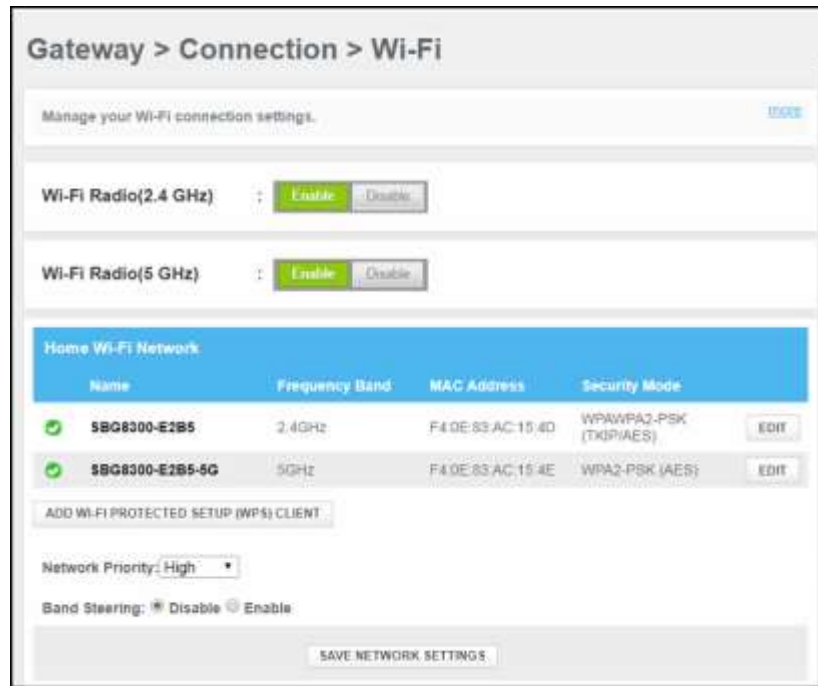 Gateway > Connection > Wi-Fi
Manage your Wi-Fi connection settings. more
Wi-Fi Radio(2.4 GHz) : Enable Disable
Wi-Fi Radio(5 GHz) : Enable Disable
Home Wi-Fi Network
Name Frequency Band MAC Address Security Mode
SBG8300-E2B5 2.4GHz F4:0E:83:AC:15:4D WPAWPA2-PSK (TKIP/AES) EDIT
SBG8300-E2B5-5G 5GHz F4:0E:83:AC:15:4E WPA2-PSK (AES) EDIT
ADD WI-FI PROTECTED SETUP (WPS) CLIENT
Network Priority: High
Band Steering: Disable Enable
SAVE NETWORK SETTINGS